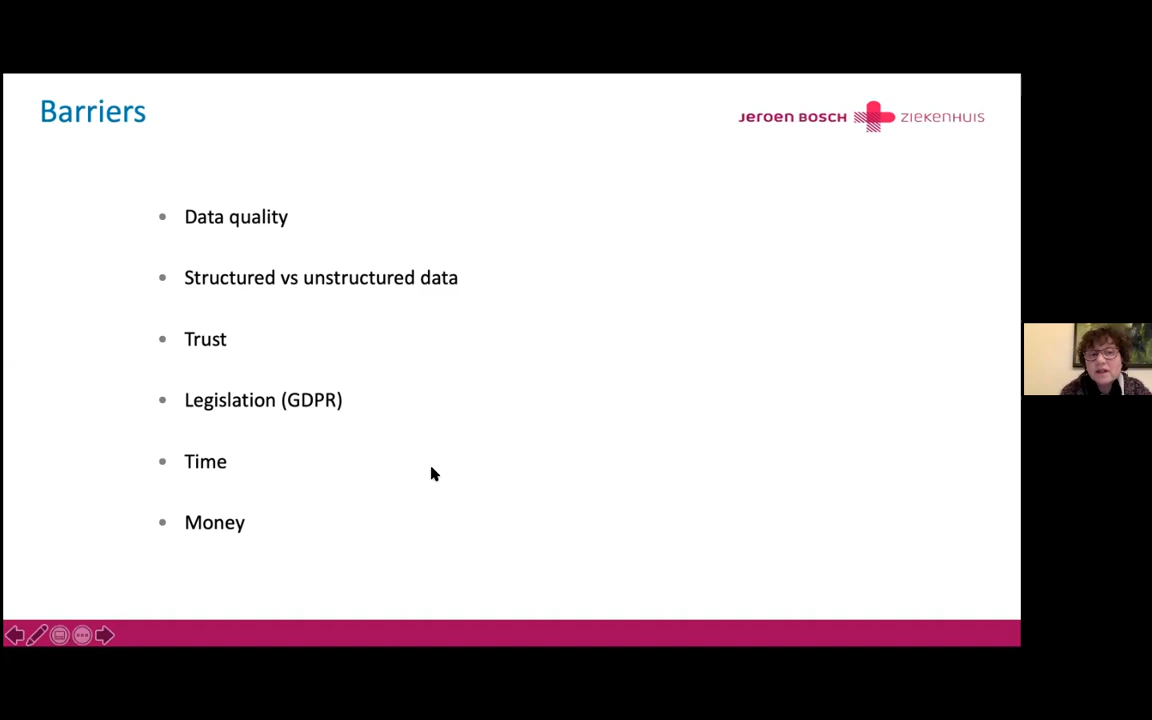 Barriers
Jeroen Bosch ZIEKENHUIS
• Data quality
• Structured vs unstructured data
• Trust
• Legislation (GDPR)
• Time
• Money